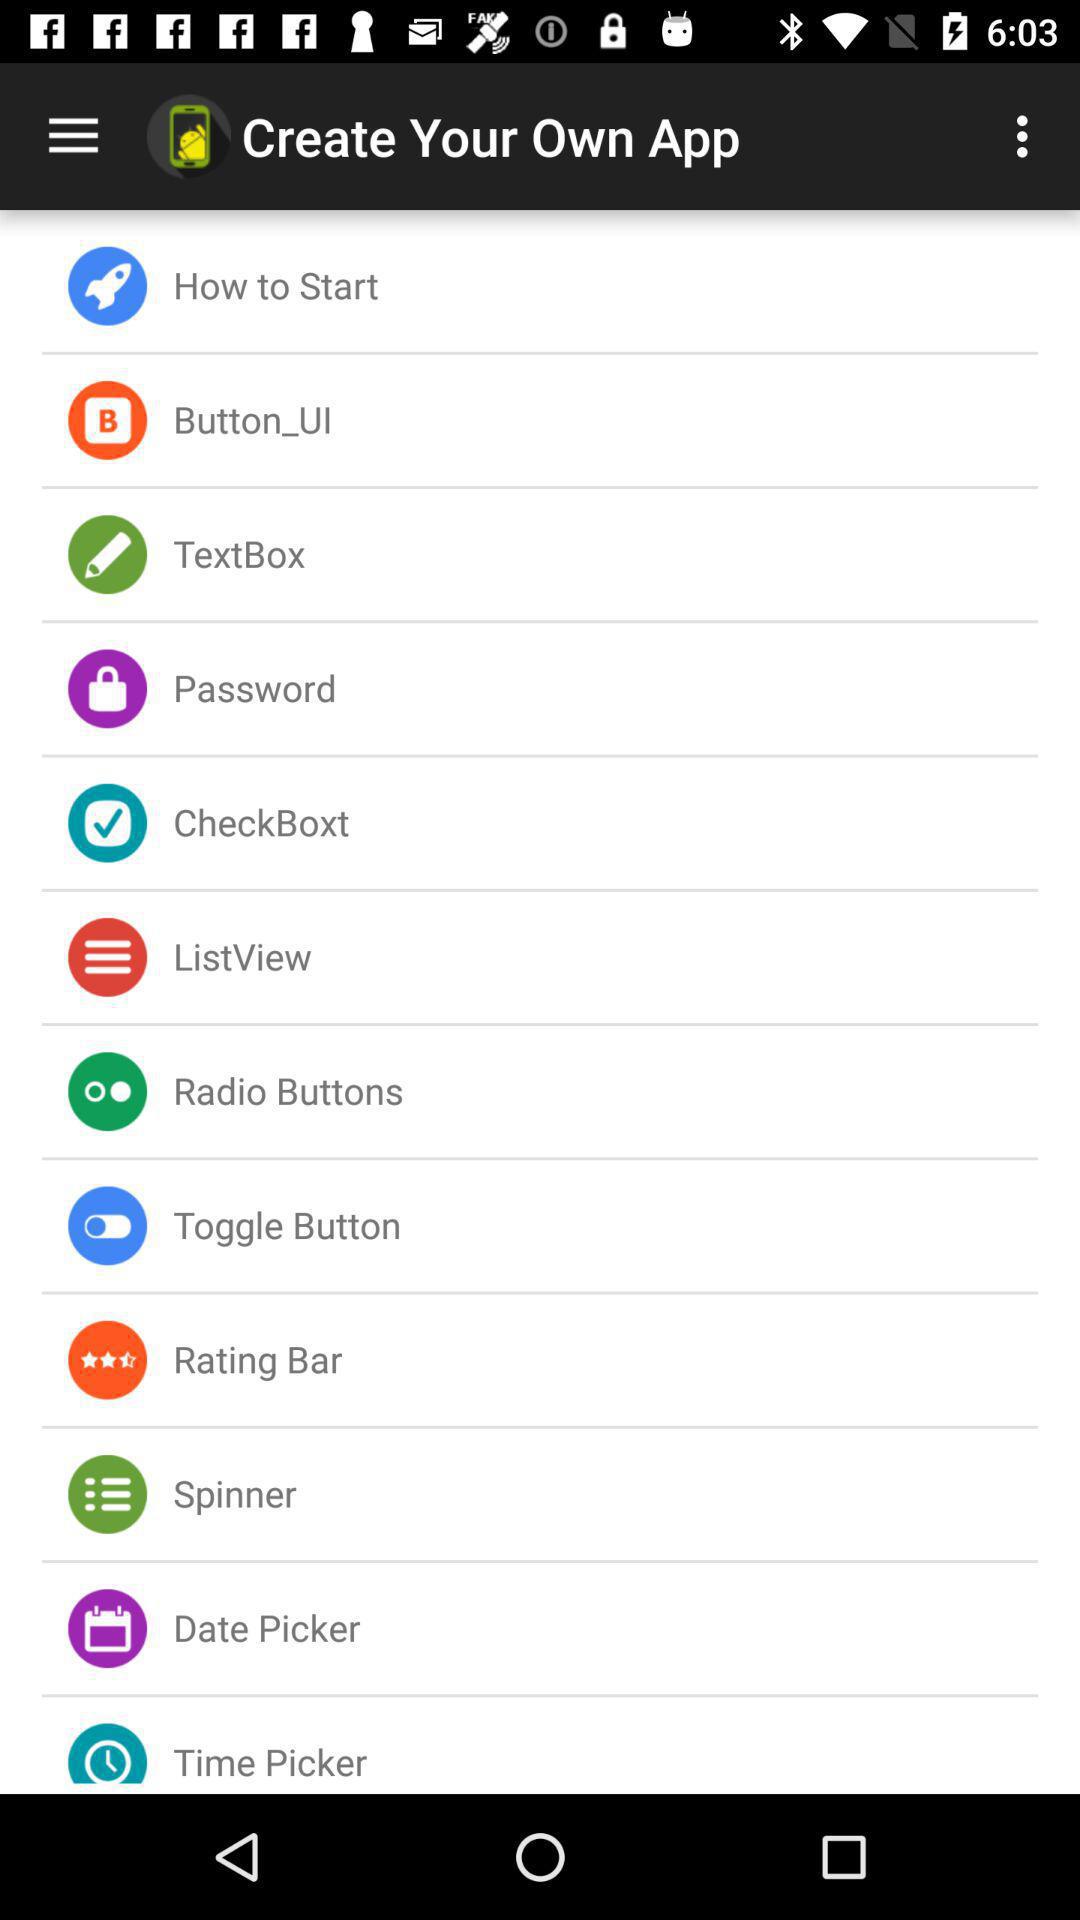 FAKE
6:03
Create Your Own App
How to Start
B
Button_UI
TextBox
Password
CheckBoxt
ListView
Radio Buttons
Toggle Button
Rating Bar
Spinner
Date Picker
Time Picker